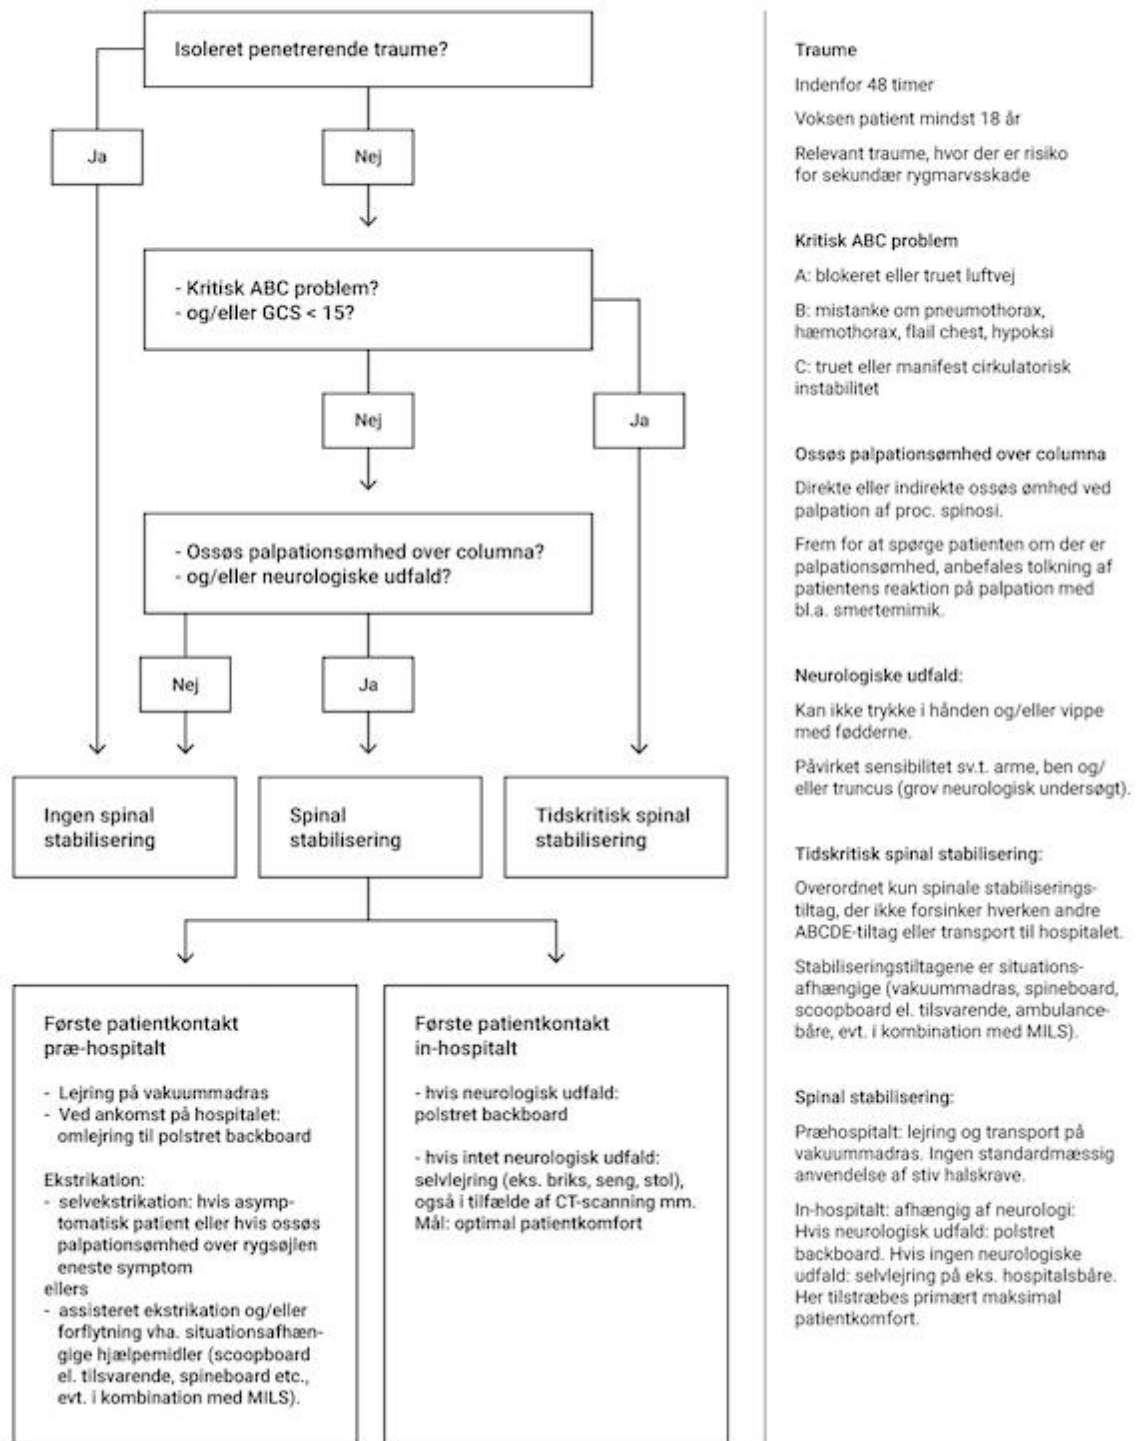 Isoleret penetrerende traume?
Ja
Nej
- Kritisk ABC problem?
- og/eller GCS < 15?
Nej
Ja
- Ossøs palpationsømhed over columna?
- og/eller neurologiske udfald?
Nej
Ja
Ingen spinal
stabilisering
Spinal
stabilisering
Tidskritisk spinal
stabilisering
Første patientkontakt
præ-hospitalt
- Lejring på vakuummadras
- Ved ankomst på hospitalet:
omlejring til polstret backboard
Ekstrikation:
- selvekstrikation: hvis asymp-
tomatisk patient eller hvis ossøs
palpationsømhed over rygsøjlen
eneste symptom
ellers
- assisteret ekstrikation og/eller
forflytning vha. situationsafhæn-
gige hjælpemidler (scoopboard
el. tilsvarende, spineboard etc.,
evt. i kombination med MILS).
Første patientkontakt
in-hospitalt
- hvis neurologisk udfald:
polstret backboard
- hvis intet neurologisk udfald:
selvlejring (eks. briks, seng, stol),
også i tilfælde af CT-scanning mm.
Mål: optimal patientkomfort
Traume
Indenfor 48 timer
Voksen patient mindst 18 år
Relevant traume, hvor der er risiko
for sekundær rygmarvsskade
Kritisk ABC problem
A: blokeret eller truet luftvej
B: mistanke om pneumothorax,
hæmothorax, flail chest, hypoksi
C: truet eller manifest cirkulatorisk
instabilitet
Ossøs palpationsømhed over columna
Direkte eller indirekte ossøs ømhed ved
palpation af proc. spinosi.
Frem for at spørge patienten om der er
palpationsømhed, anbefales tolkning af
patientens reaktion på palpation med
bl.a. smertemimik.
Neurologiske udfald:
Kan ikke trykke i hånden og/eller vippe
med fødderne.
Påvirket sensibilitet sv.t. arme, ben og/
eller truncus (grov neurologisk undersøgt).
Tidskritisk spinal stabilisering:
Overordnet kun spinale stabiliserings-
tiltag, der ikke forsinker hverken andre
ABCDE-tiltag eller transport til hospitalet.
Stabiliseringstiltagene er situations-
afhængige (vakuummadras, spineboard,
scoopboard el. tilsvarende, ambulance-
båre, evt. i kombination med MILS).
Spinal stabilisering:
Præhospitalt: lejring og transport på
vakuummadras. Ingen standardmæssig
anvendelse af stiv halskrave.
In-hospitalt: afhængig af neurologi:
Hvis neurologisk udfald: polstret
backboard. Hvis ingen neurologiske
udfald: selvlejring på eks. hospitalsbåre.
Her tilstræbes primært maksimal
patientkomfort.